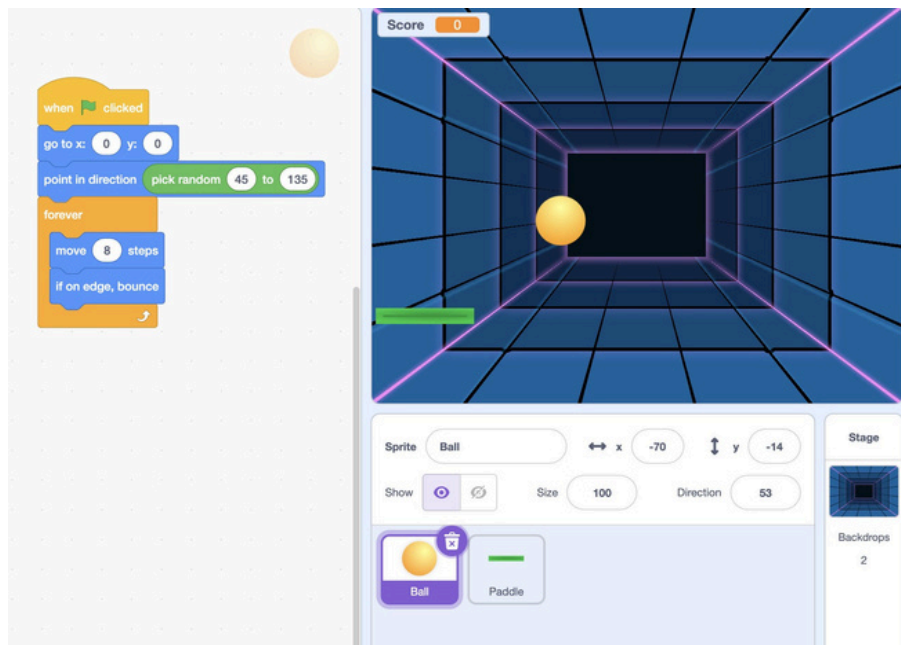 Score 0
when clicked
go to x: 0 y: 0
point in direction pick random 45 to 135
forever
move 8 steps
if on edge, bounce
Sprite Ball x -70 y -14
Show Size 100 Direction 53
Ball
Paddle
Stage
Backdrops
2